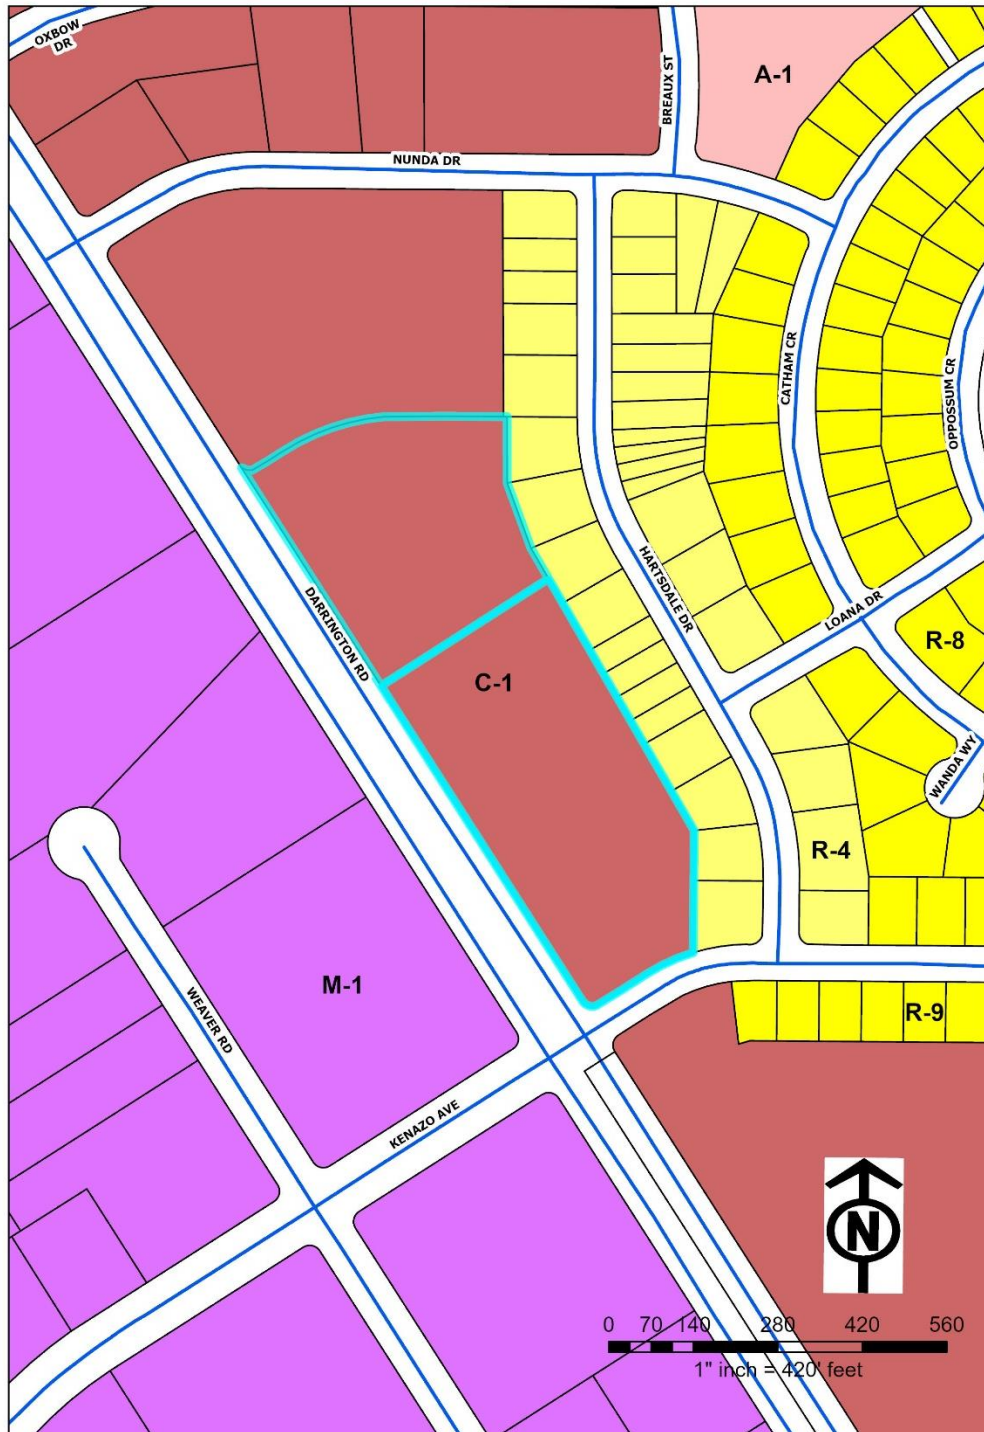 OXBOW
DR
BREAUX ST
A-1
NUNDA DR
CATHAM CR
OPPOSSUM CR
HARTSDALE DR
DARRINGTON RD
LOANA DR
R-8
C-1
WANDA WY
R-4
M-1
WEAVER RD
R-9
KENAZO AVE
N
0 70 140 280 420 560
1" inch = 420' feet